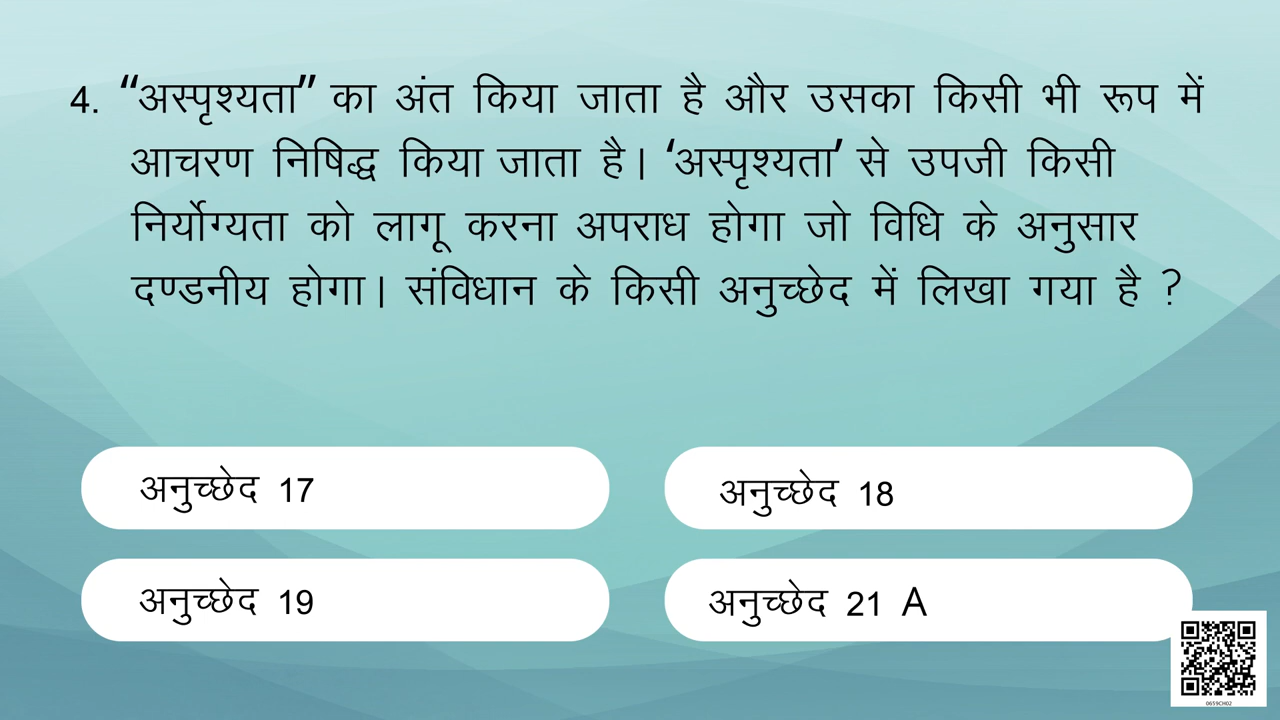 4. “अस्पृश्यता” का अंत किया जाता है और उसका किसी भी रूप में
आचरण निषिद्ध किया जाता है। ‘अस्पृश्यता’ से उपजी किसी
निर्योग्यता को लागू करना अपराध होगा जो विधि के अनुसार
दण्डनीय होगा। संविधान के किसी अनुच्छेद में लिखा गया है ?
अनुच्छेद 17
अनुच्छेद 18
अनुच्छेद 19
अनुच्छेद 21 A
0659CH02